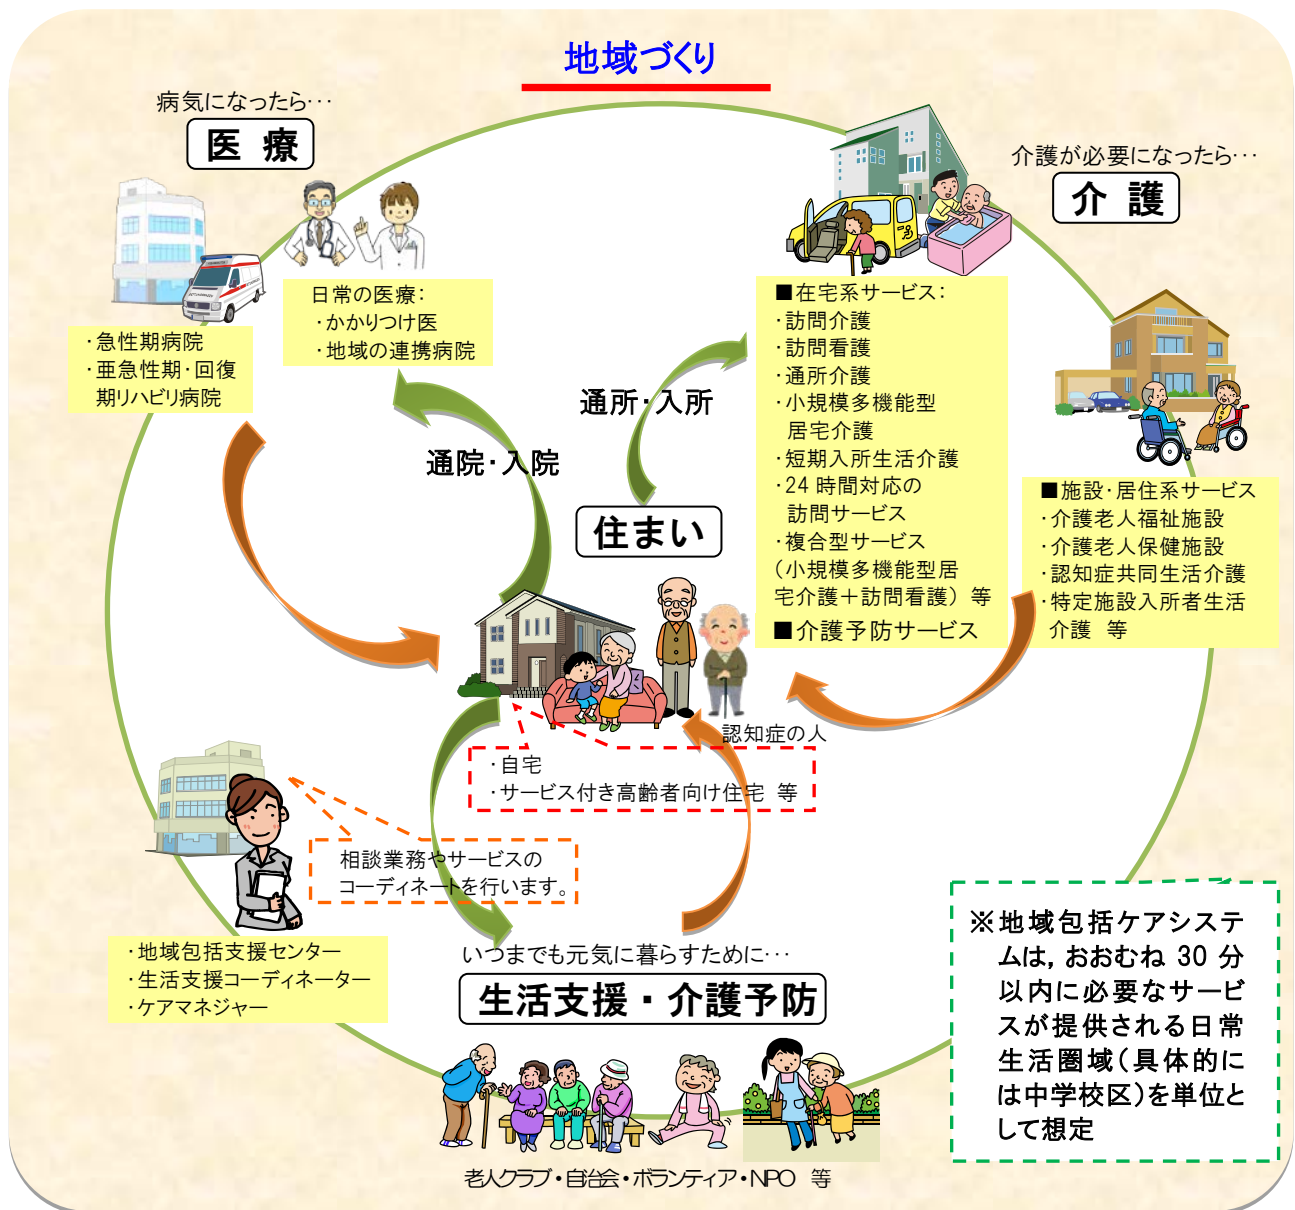 地域づくり
病気になったら･･･
医 療
・急性期病院
・亜急性期・回復
期リハビリ病院
日常の医療：
・かかりつけ医
・地域の連携病院
介護が必要になったら･･･
介 護
■在宅系サービス：
・訪問介護
・訪問看護
・通所介護
・小規模多機能型
居宅介護
・短期入所生活介護
・24 時間対応の
訪問サービス
・複合型サービス
（小規模多機能型居
宅介護＋訪問看護） 等
■介護予防サービス
■施設・居住系サービス
・介護老人福祉施設
・介護老人保健施設
・認知症共同生活介護
・特定施設入所者生活
介護 等
通所・入所
通院・入院
住まい
認知症の人
・自宅
・サービス付き高齢者向け住宅 等
相談業務やサービスの
コーディネートを行います。
・地域包括支援センター
・生活支援コーディネーター
・ケアマネジャー
いつまでも元気に暮らすために･･･
生活支援・介護予防
老人クラブ・自治会・ボランティア・NPO 等
※地域包括ケアシステ
ムは，おおむね 30 分
以内に必要なサービ
スが提供される日常
生活圏域（具体的に
は中学校区）を単位と
して想定